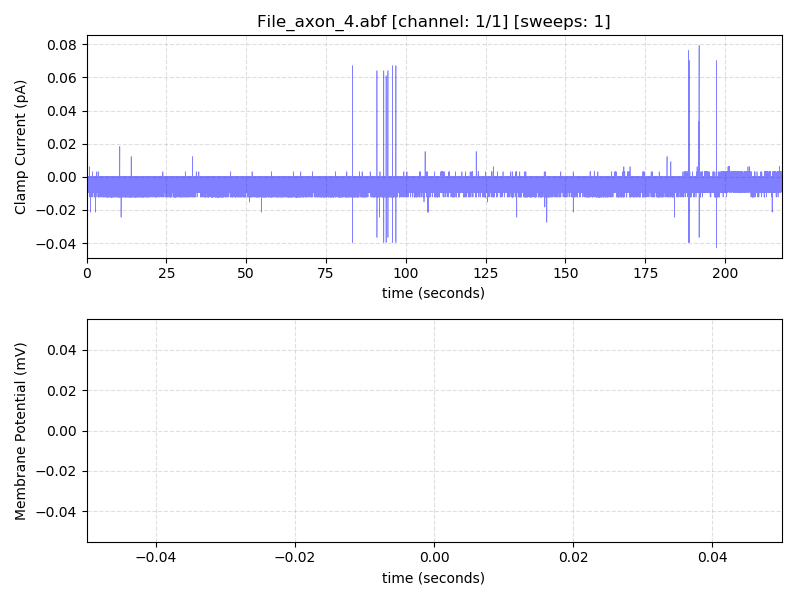 File_axon_4.abf [channel: 1/1] [sweeps: 1]
Clamp Current (pA)
0.08
0.06
0.04
0.02
0.00
−0.02
−0.04
0 25 50 75 100 125 150 175 200
time (seconds)
Membrane Potential (mV)
0.04
0.02
0.00
−0.02
−0.04
−0.04 −0.02 0.00 0.02 0.04
time (seconds)